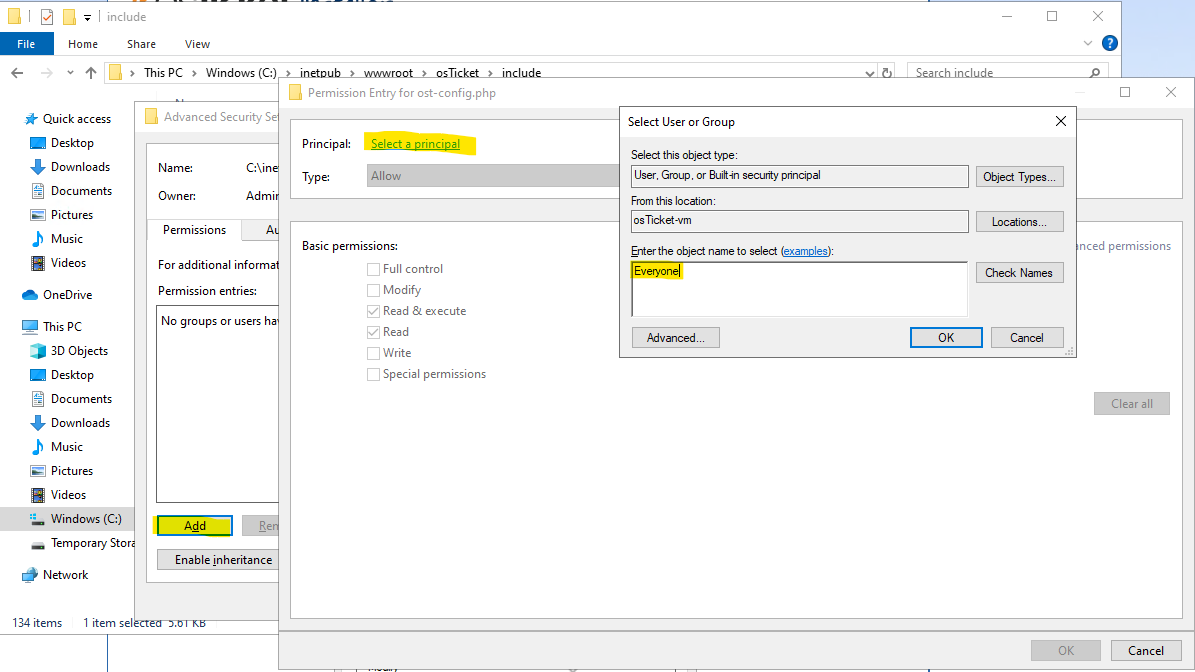 include
File Home Share View
This PC Windows (C:) inetpub wwwroot osTicket include
Search include
Permission Entry for ost-config.php
Advanced Security Set
Quick access
Desktop
Downloads
Documents
Pictures
Music
Videos
OneDrive
This PC
3D Objects
Desktop
Documents
Downloads
Music
Pictures
Videos
Windows (C:)
Temporary Stora
Network
134 items 1 item selected 5.61 KB
Name: C:\ine
Owner: Admin
Permissions Au
For additional informat
Permission entries:
No groups or users hav
Add Rem
Enable inheritance
Principal: Select a principal
Type: Allow
Basic permissions:
Full control
Modify
Read & execute
Read
Write
Special permissions
anced permissions
Clear all
OK Cancel
Select User or Group
Select this object type:
User, Group, or Built-in security principal
Object Types...
From this location:
osTicket-vm
Locations...
Enter the object name to select (examples):
Everyone
Check Names
Advanced...
OK Cancel